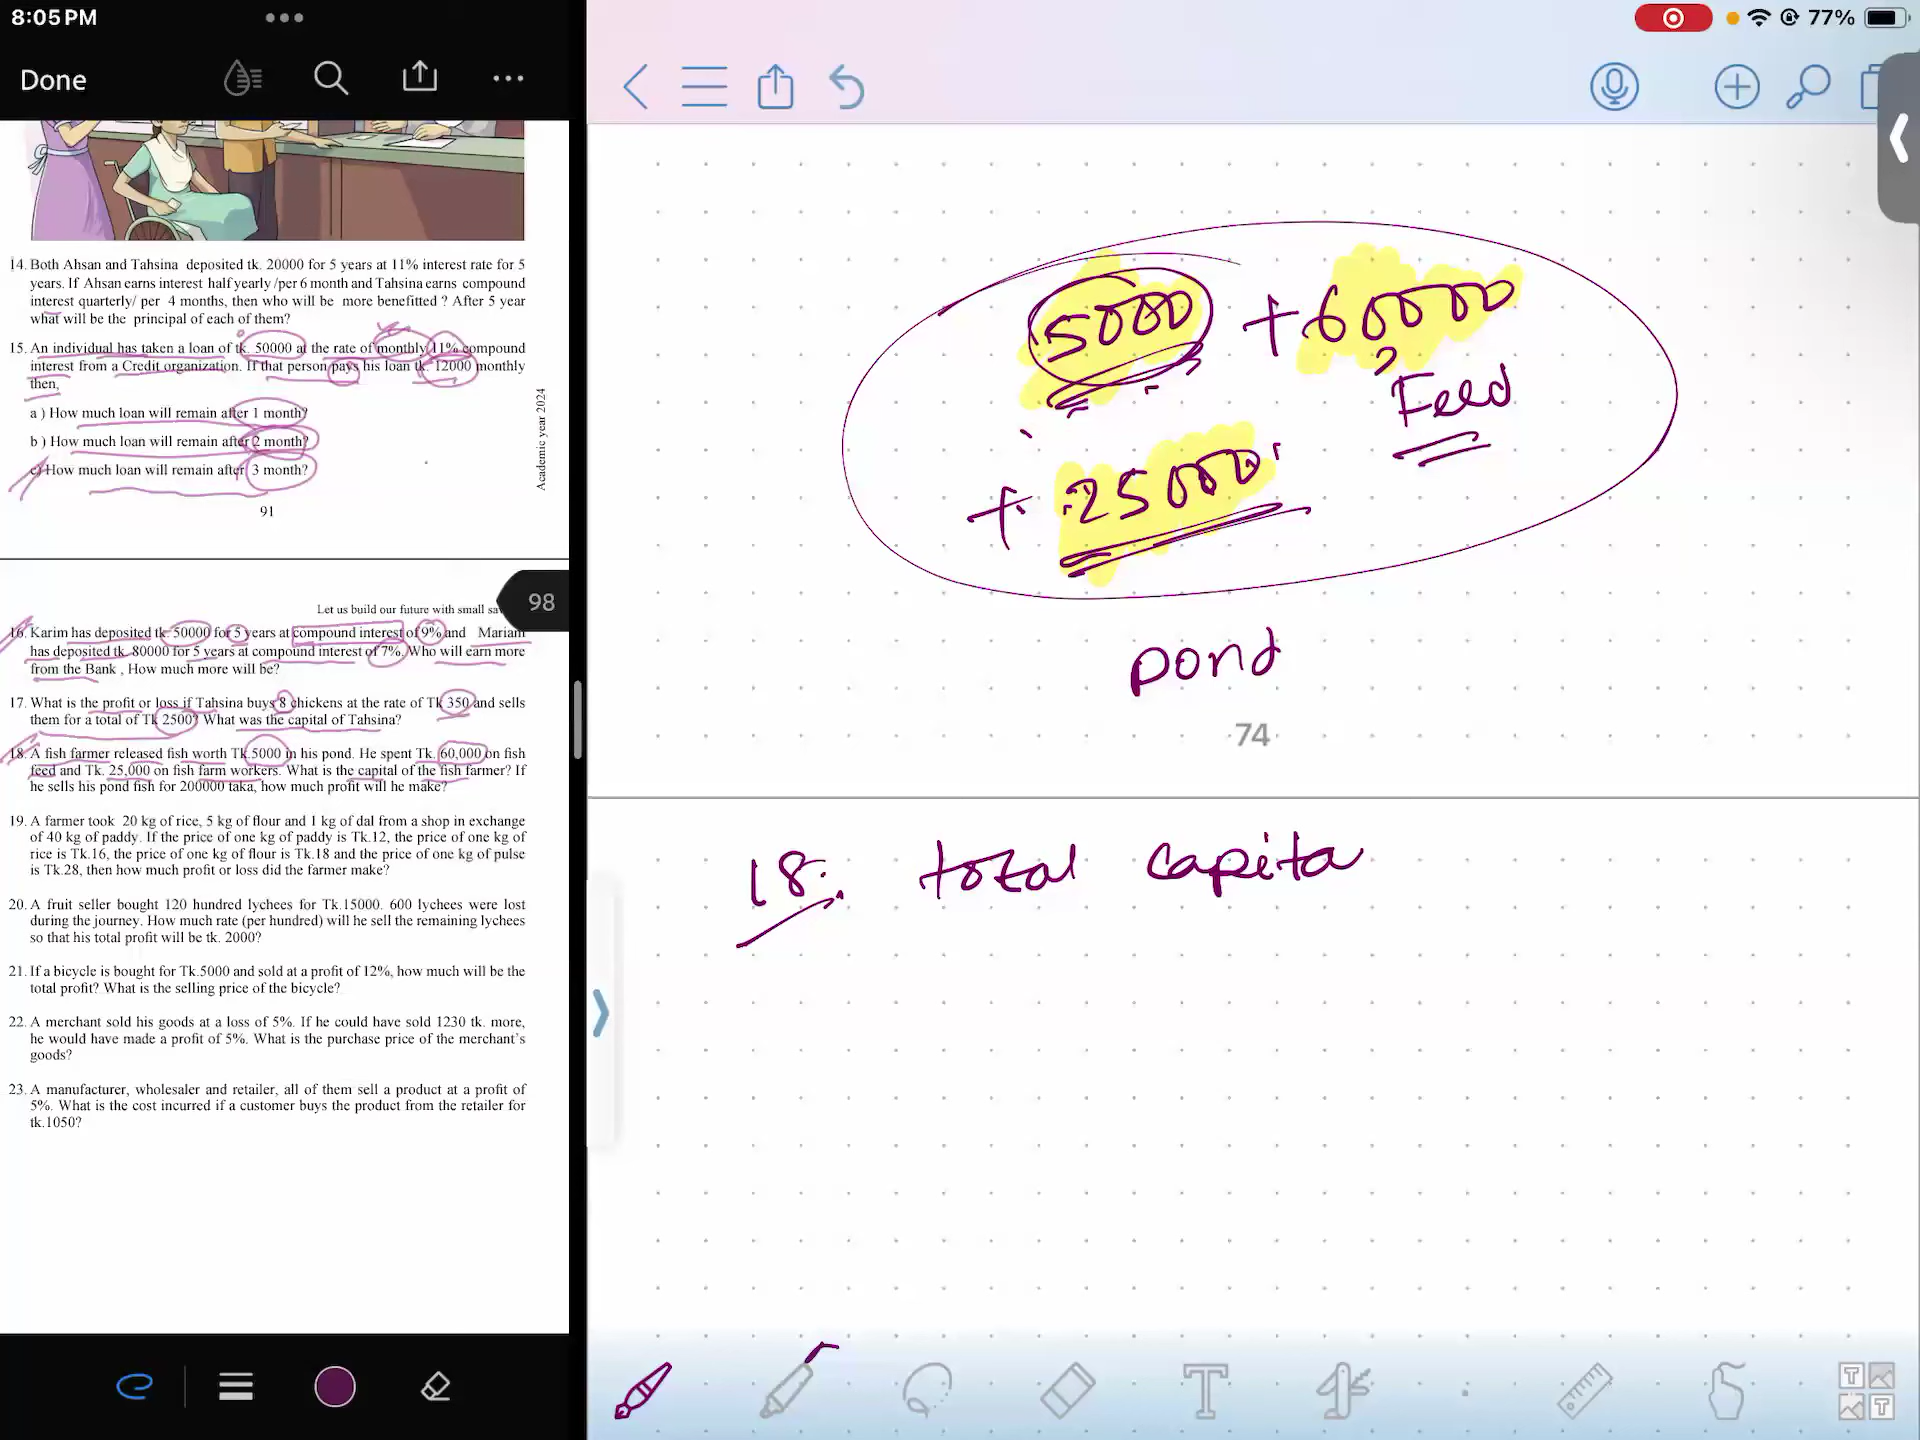 8:05 PM
77%
Done
14. Both Ahsan and Tahsina deposited tk. 20000 for 5 years at 11% interest rate for 5
years. If Ahsan earns interest half yearly /per 6 month and Tahsina earns compound
interest quarterly/ per 4 months, then who will be more benefitted ? After 5 year
what will be the principal of each of them?
15. An individual has taken a loan of tk. 50000 at the rate of monthly 11% compound
interest from a Credit organization. If that person pays his loan tk. 12000 monthly
then,
a ) How much loan will remain after 1 month?
b ) How much loan will remain after 2 month?
c) How much loan will remain after 3 month?
Academic year 2024
91
98
Let us build our future with small
16. Karim has deposited tk. 50000 for 5 years at compound interest of 9% and Mariam
has deposited tk. 80000 for 5 years at compound interest of 7%. Who will earn more
from the Bank , How much more will be?
17. What is the profit or loss if Tahsina buys 8 chickens at the rate of Tk 350 and sells
them for a total of Tk 2500? What was the capital of Tahsina?
18. A fish farmer released fish worth Tk.5000 in his pond. He spent Tk. 60,000 on fish
feed and Tk. 25,000 on fish farm workers. What is the capital of the fish farmer? If
he sells his pond fish for 200000 taka, how much profit will he make?
19. A farmer took 20 kg of rice, 5 kg of flour and 1 kg of dal from a shop in exchange
of 40 kg of paddy. If the price of one kg of paddy is Tk.12, the price of one kg of
rice is Tk.16, the price of one kg of flour is Tk.18 and the price of one kg of pulse
is Tk.28, then how much profit or loss did the farmer make?
20. A fruit seller bought 120 hundred lychees for Tk.15000. 600 lychees were lost
during the journey. How much rate (per hundred) will he sell the remaining lychees
so that his total profit will be tk. 2000?
21. If a bicycle is bought for Tk.5000 and sold at a profit of 12%, how much will be the
total profit? What is the selling price of the bicycle?
22. A merchant sold his goods at a loss of 5%. If he could have sold 1230 tk. more,
he would have made a profit of 5%. What is the purchase price of the merchant's
goods?
23. A manufacturer, wholesaler and retailer, all of them sell a product at a profit of
5%. What is the cost incurred if a customer buys the product from the retailer for
tk.1050?
5000 + 60000
Feed
+ 25000
pond
74
18. total capita